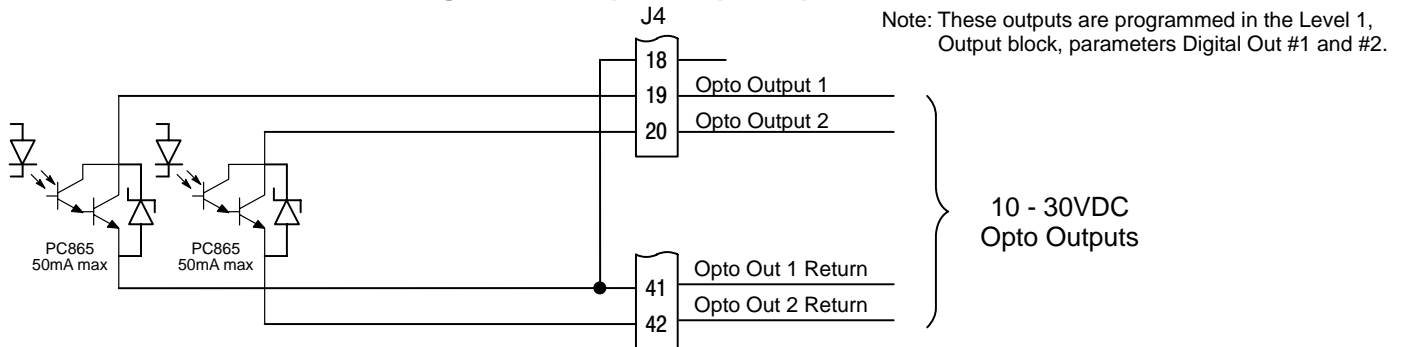 J4
Note: These outputs are programmed in the Level 1,
Output block, parameters Digital Out #1 and #2.
18
19 Opto Output 1
20 Opto Output 2
PC865
50mA max
PC865
50mA max
10 - 30VDC
Opto Outputs
41 Opto Out 1 Return
42 Opto Out 2 Return